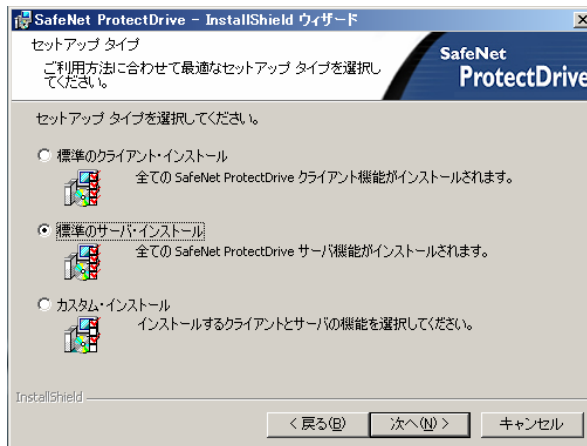 SafeNet ProtectDrive - InstallShield ウィザード
セットアップ タイプ
ご利用方法に合わせて最適なセットアップ タイプを選択し
てください。
SafeNet
ProtectDrive
セットアップ タイプを選択してください。
標準のクライアント・インストール
全ての SafeNet ProtectDrive クライアント機能がインストールされます。
標準のサーバ・インストール
全ての SafeNet ProtectDrive サーバ機能がインストールされます。
カスタム・インストール
インストールするクライアントとサーバの機能を選択してください。
InstallShield
< 戻る(B)
次へ(N) >
キャンセル